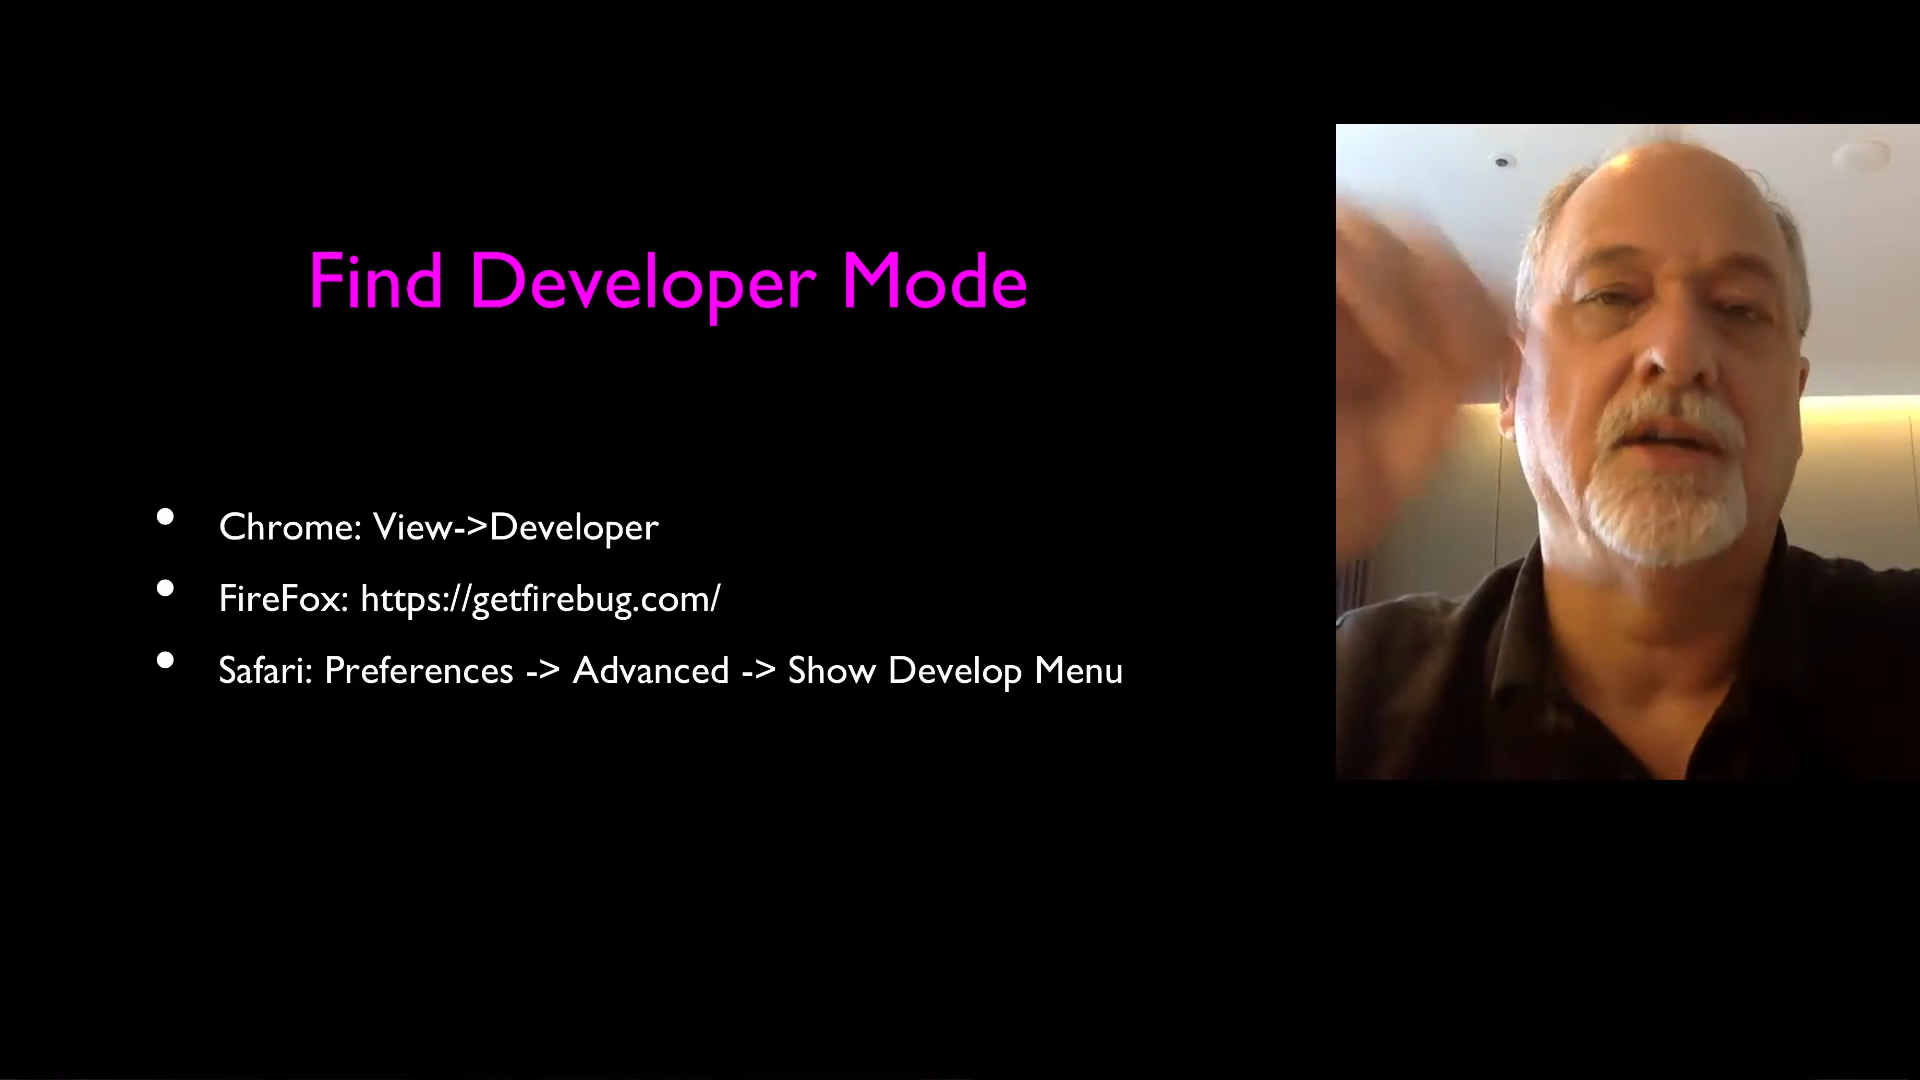 Find Developer Mode
• Chrome: View->Developer
• FireFox: https://getfirebug.com/
• Safari: Preferences -> Advanced -> Show Develop Menu